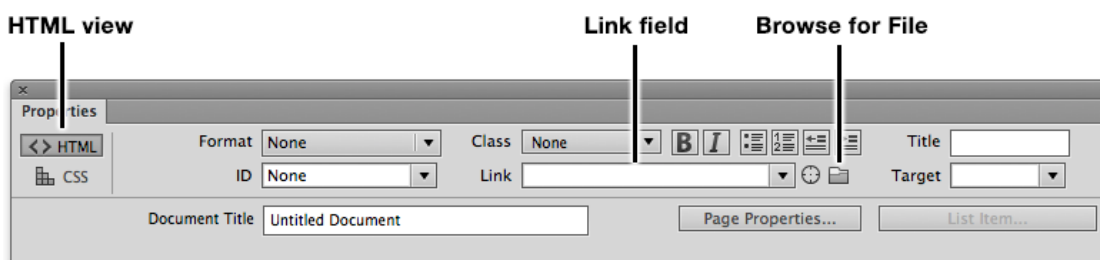 HTML view Link field Browse for File
Properties
<> HTML Format None Class None B I Title
CSS ID None Link Target
Document Title Untitled Document Page Properties... List Item...